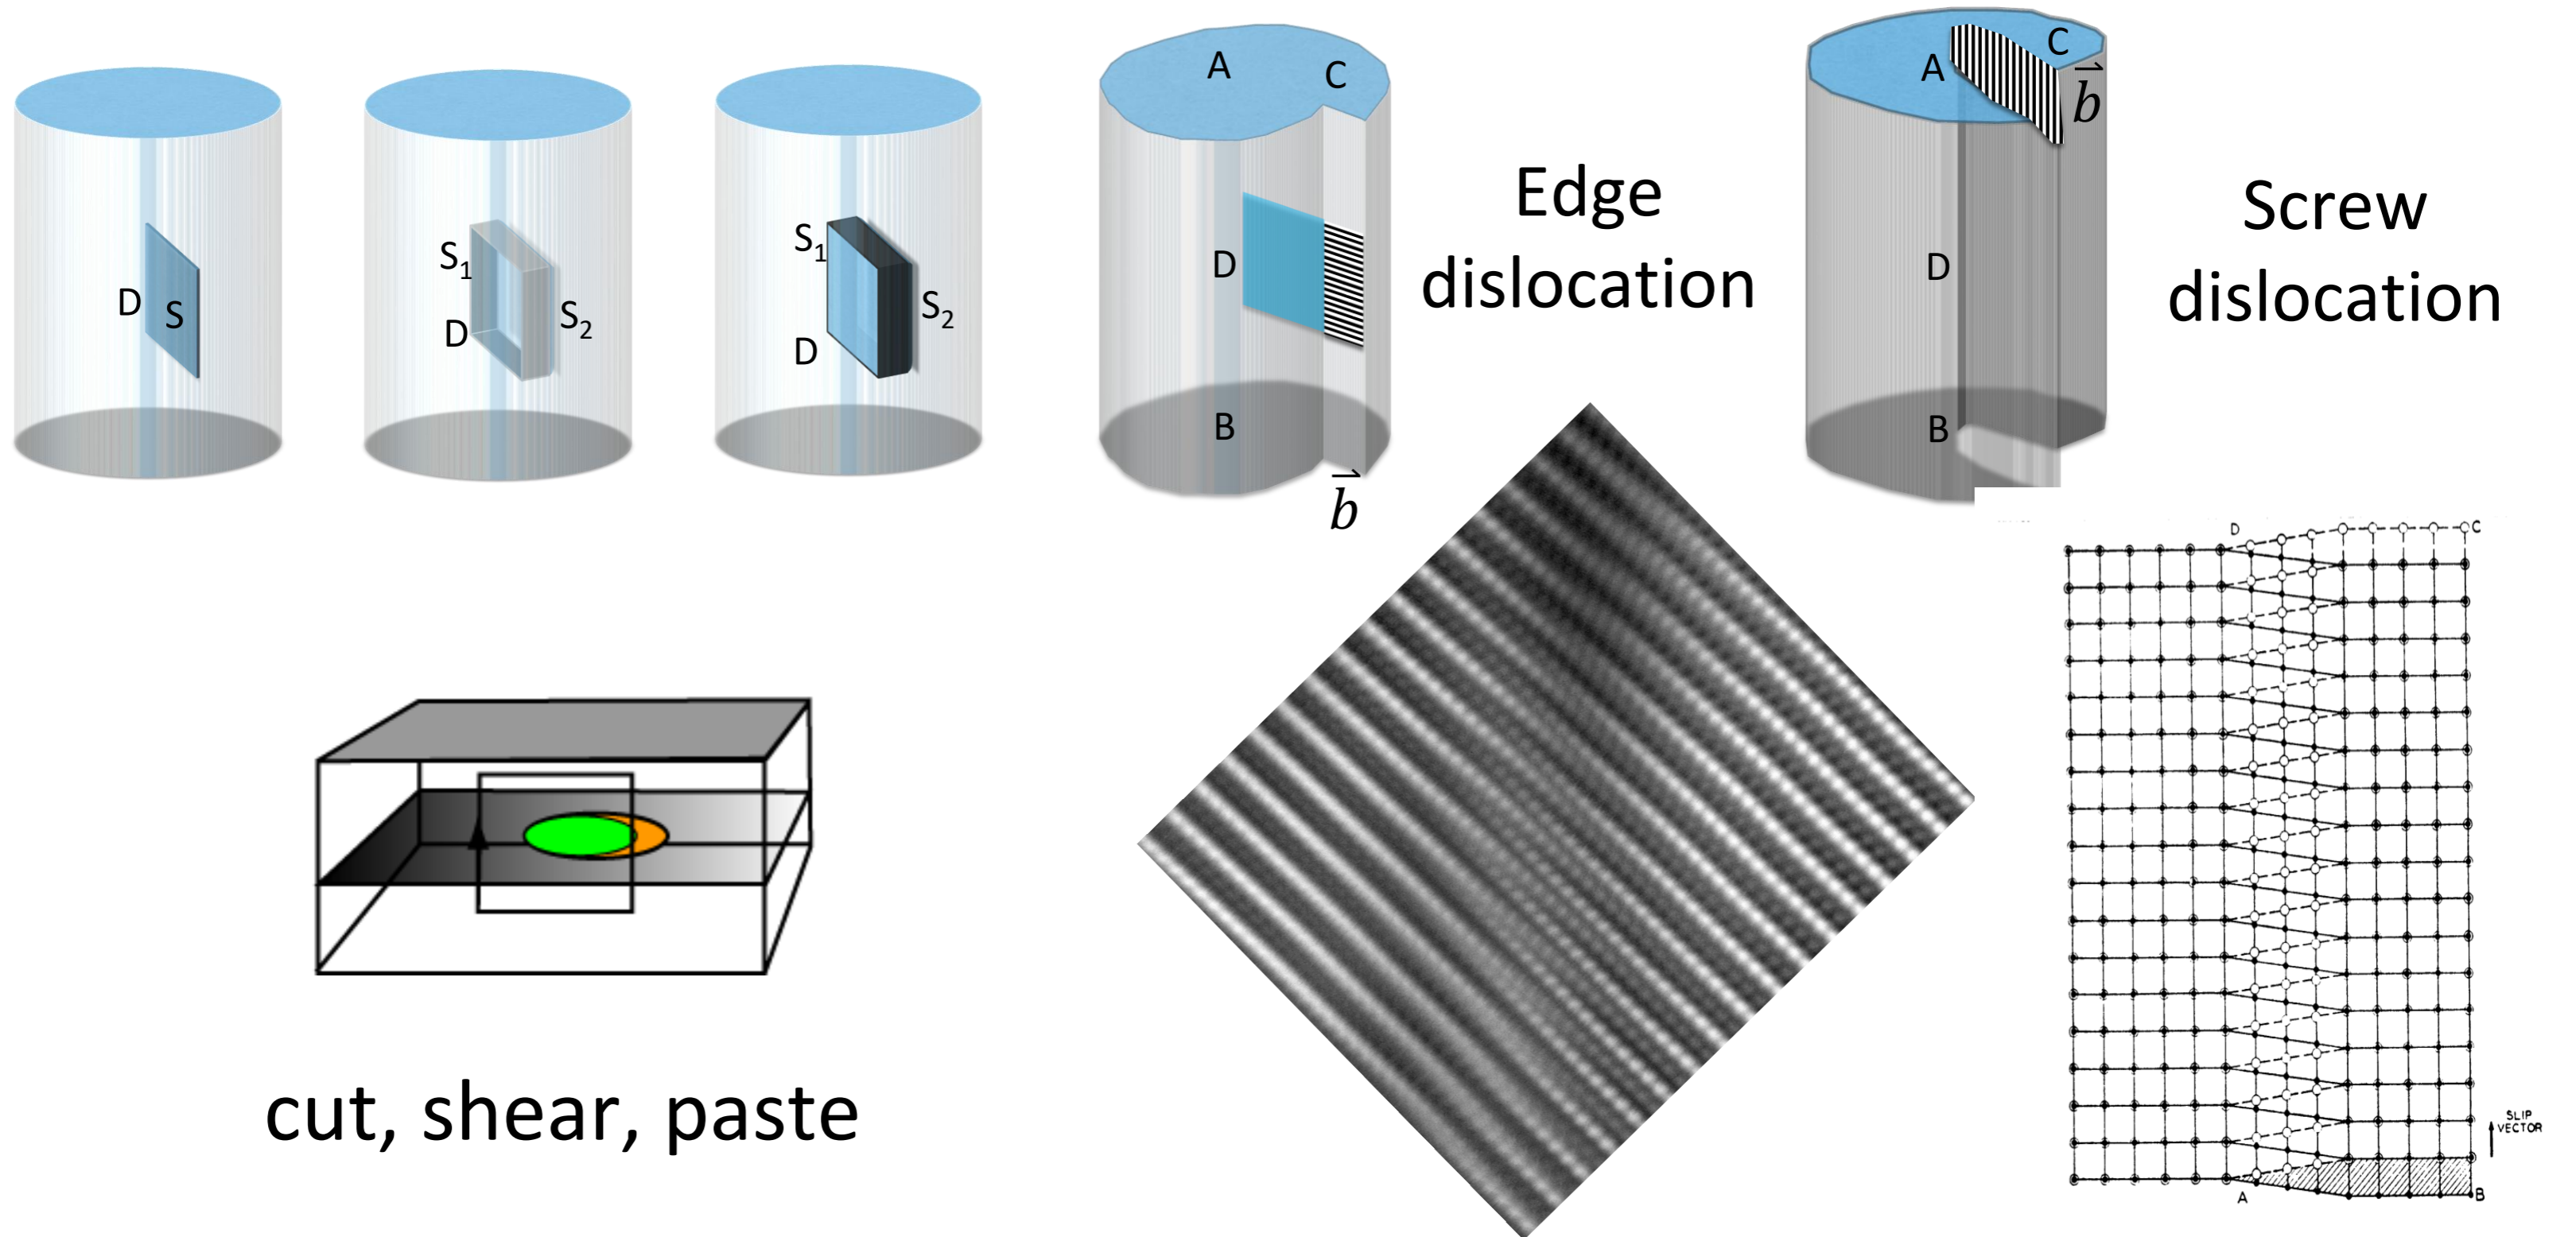 D
S
S1
D
S2
S1
D
S2
A
C
D
B
b⃗
Edge
dislocation
A
C
b⃗
D
B
Screw
dislocation
cut, shear, paste
D
C
A
B
SLIP
VECTOR